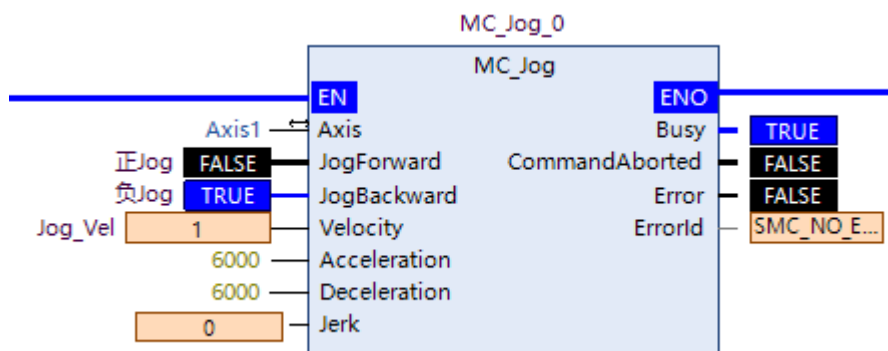 MC_Jog_0
MC_Jog
EN ENO
Axis1 Axis Busy TRUE
正Jog FALSE JogForward CommandAborted FALSE
负Jog TRUE JogBackward Error FALSE
Jog_Vel 1 Velocity ErrorId SMC_NO_E...
6000 Acceleration
6000 Deceleration
0 Jerk